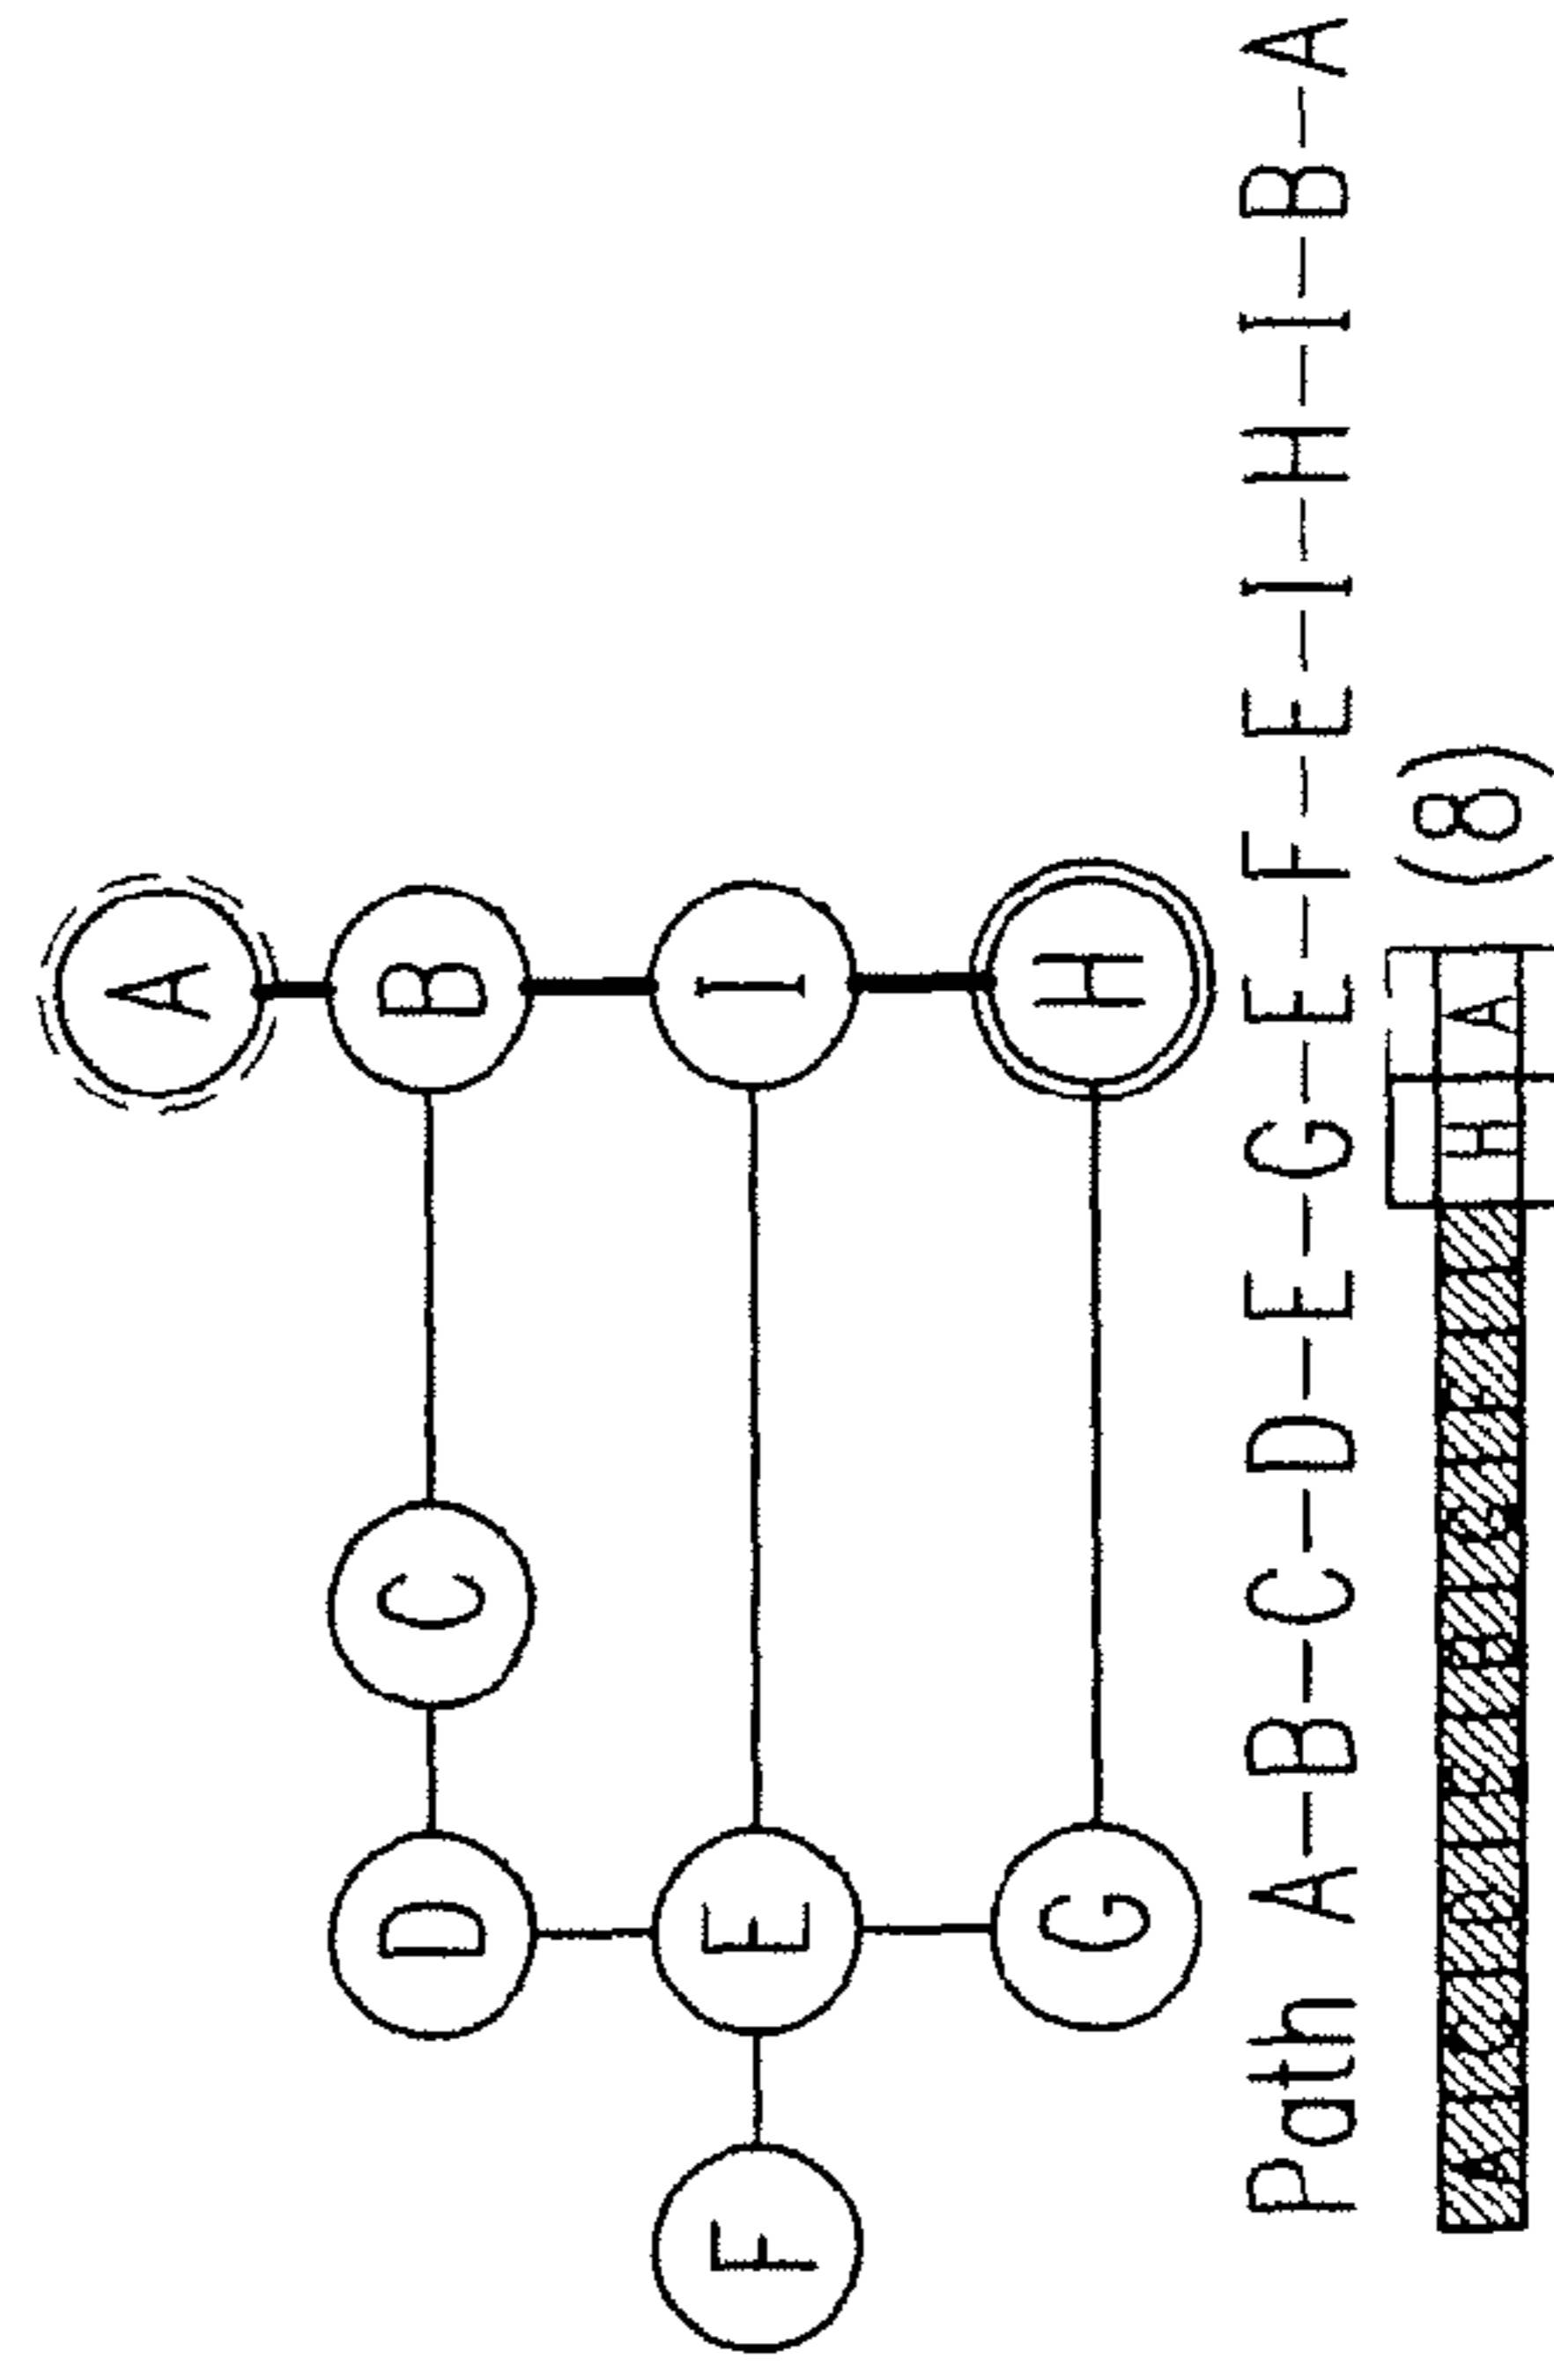 A
D C B
F E I
G H
Path A-B-C-D-E-G-E-F-E-I-H-I-B-A
H A (8)